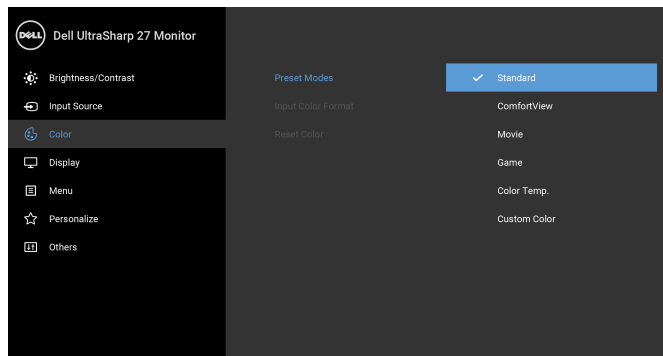 DELL Dell UltraSharp 27 Monitor
Brightness/Contrast Preset Modes Standard
Input Source Input Color Format ComfortView
Color Reset Color Movie
Display Game
Menu Color Temp.
Personalize Custom Color
Others